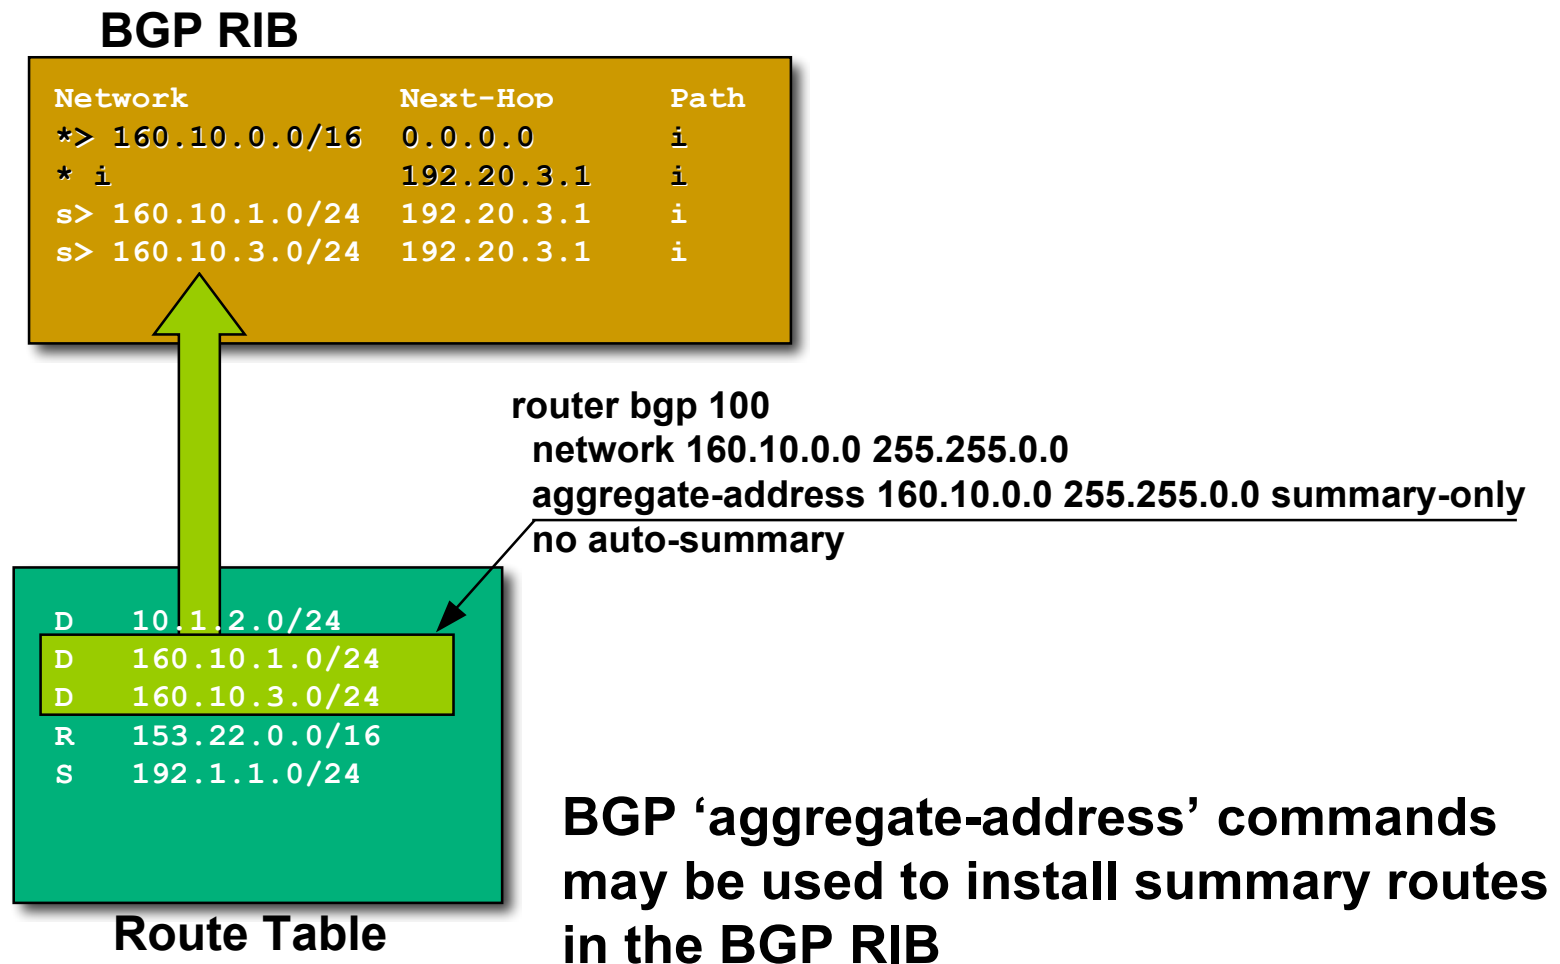 BGP RIB
Network Next-Hop Path
*> 160.10.0.0/16 0.0.0.0 i
* i 192.20.3.1 i
s> 160.10.1.0/24 192.20.3.1 i
s> 160.10.3.0/24 192.20.3.1 i
router bgp 100
network 160.10.0.0 255.255.0.0
aggregate-address 160.10.0.0 255.255.0.0 summary-only
no auto-summary
D 10.1.2.0/24
D 160.10.1.0/24
D 160.10.3.0/24
R 153.22.0.0/16
S 192.1.1.0/24
Route Table
BGP ‘aggregate-address’ commands
may be used to install summary routes
in the BGP RIB